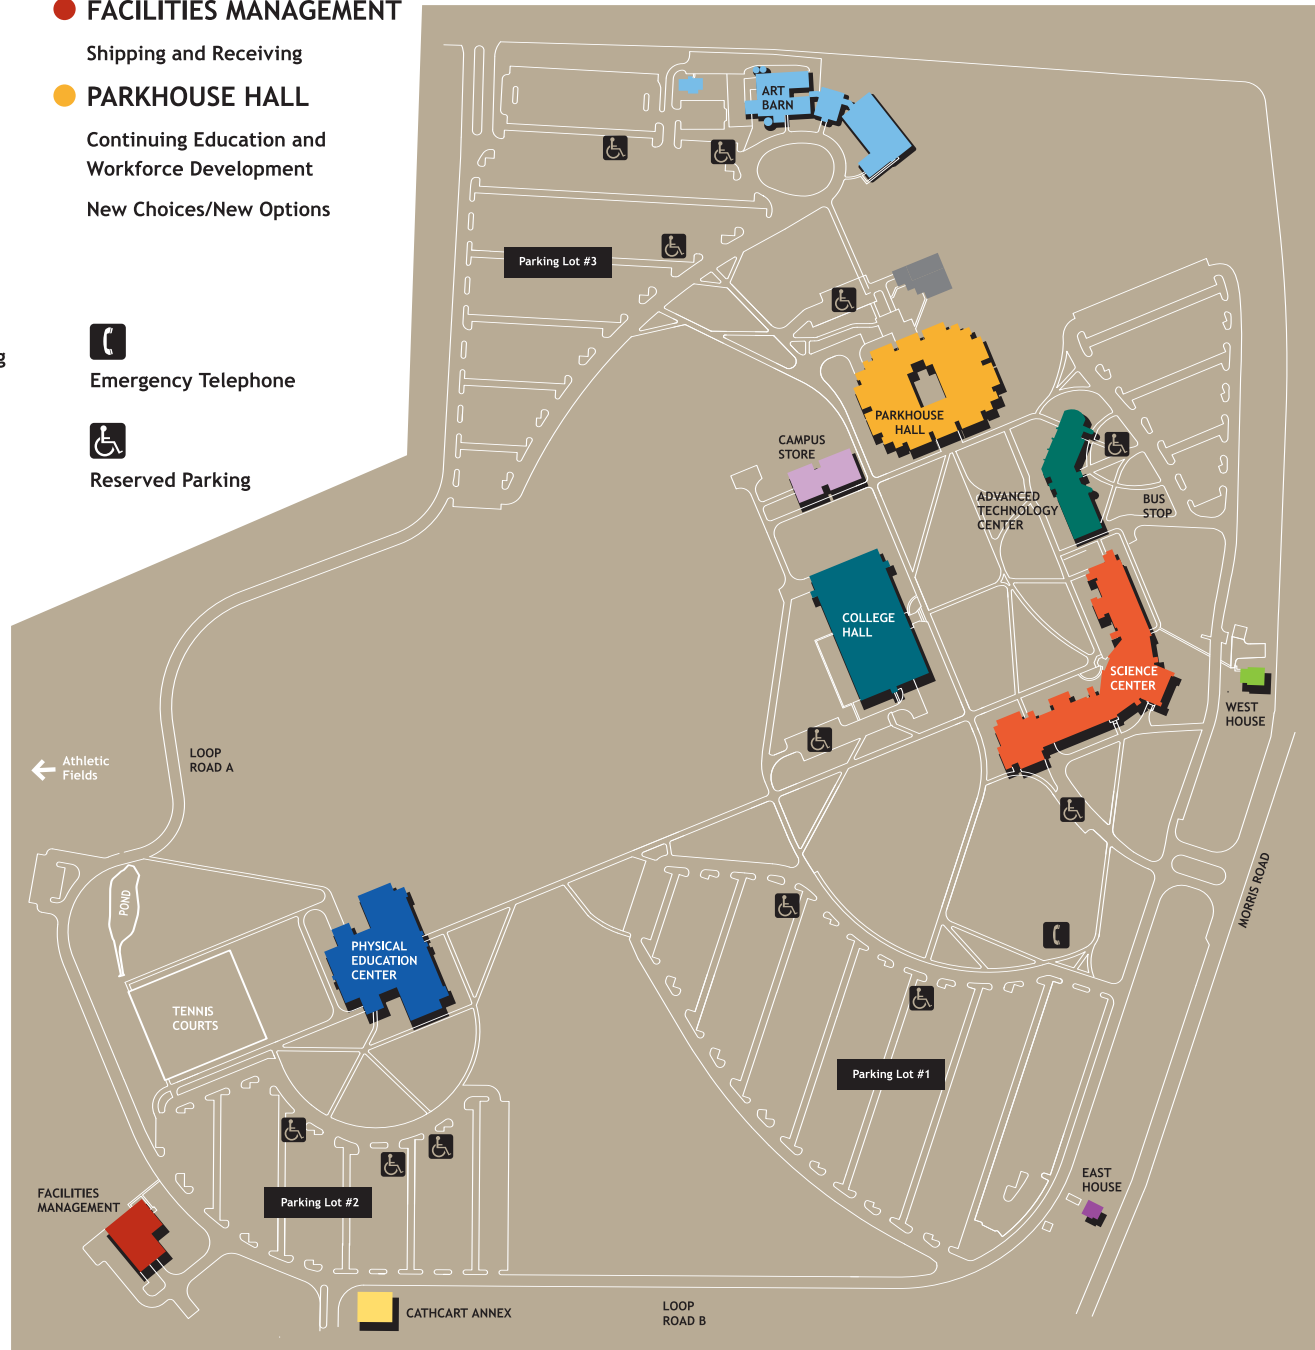 FACILITIES MANAGEMENT
Shipping and Receiving
PARKHOUSE HALL
Continuing Education and
Workforce Development
New Choices/New Options
g
Emergency Telephone
Reserved Parking
ART
BARN
Parking Lot #3
PARKHOUSE
HALL
CAMPUS
STORE
ADVANCED
TECHNOLOGY
CENTER
BUS
STOP
COLLEGE
HALL
SCIENCE
CENTER
WEST
HOUSE
LOOP
ROAD A
Athletic
Fields
MORRIS ROAD
POND
PHYSICAL
EDUCATION
CENTER
TENNIS
COURTS
Parking Lot #1
EAST
HOUSE
FACILITIES
MANAGEMENT
Parking Lot #2
CATHCART ANNEX
LOOP
ROAD B